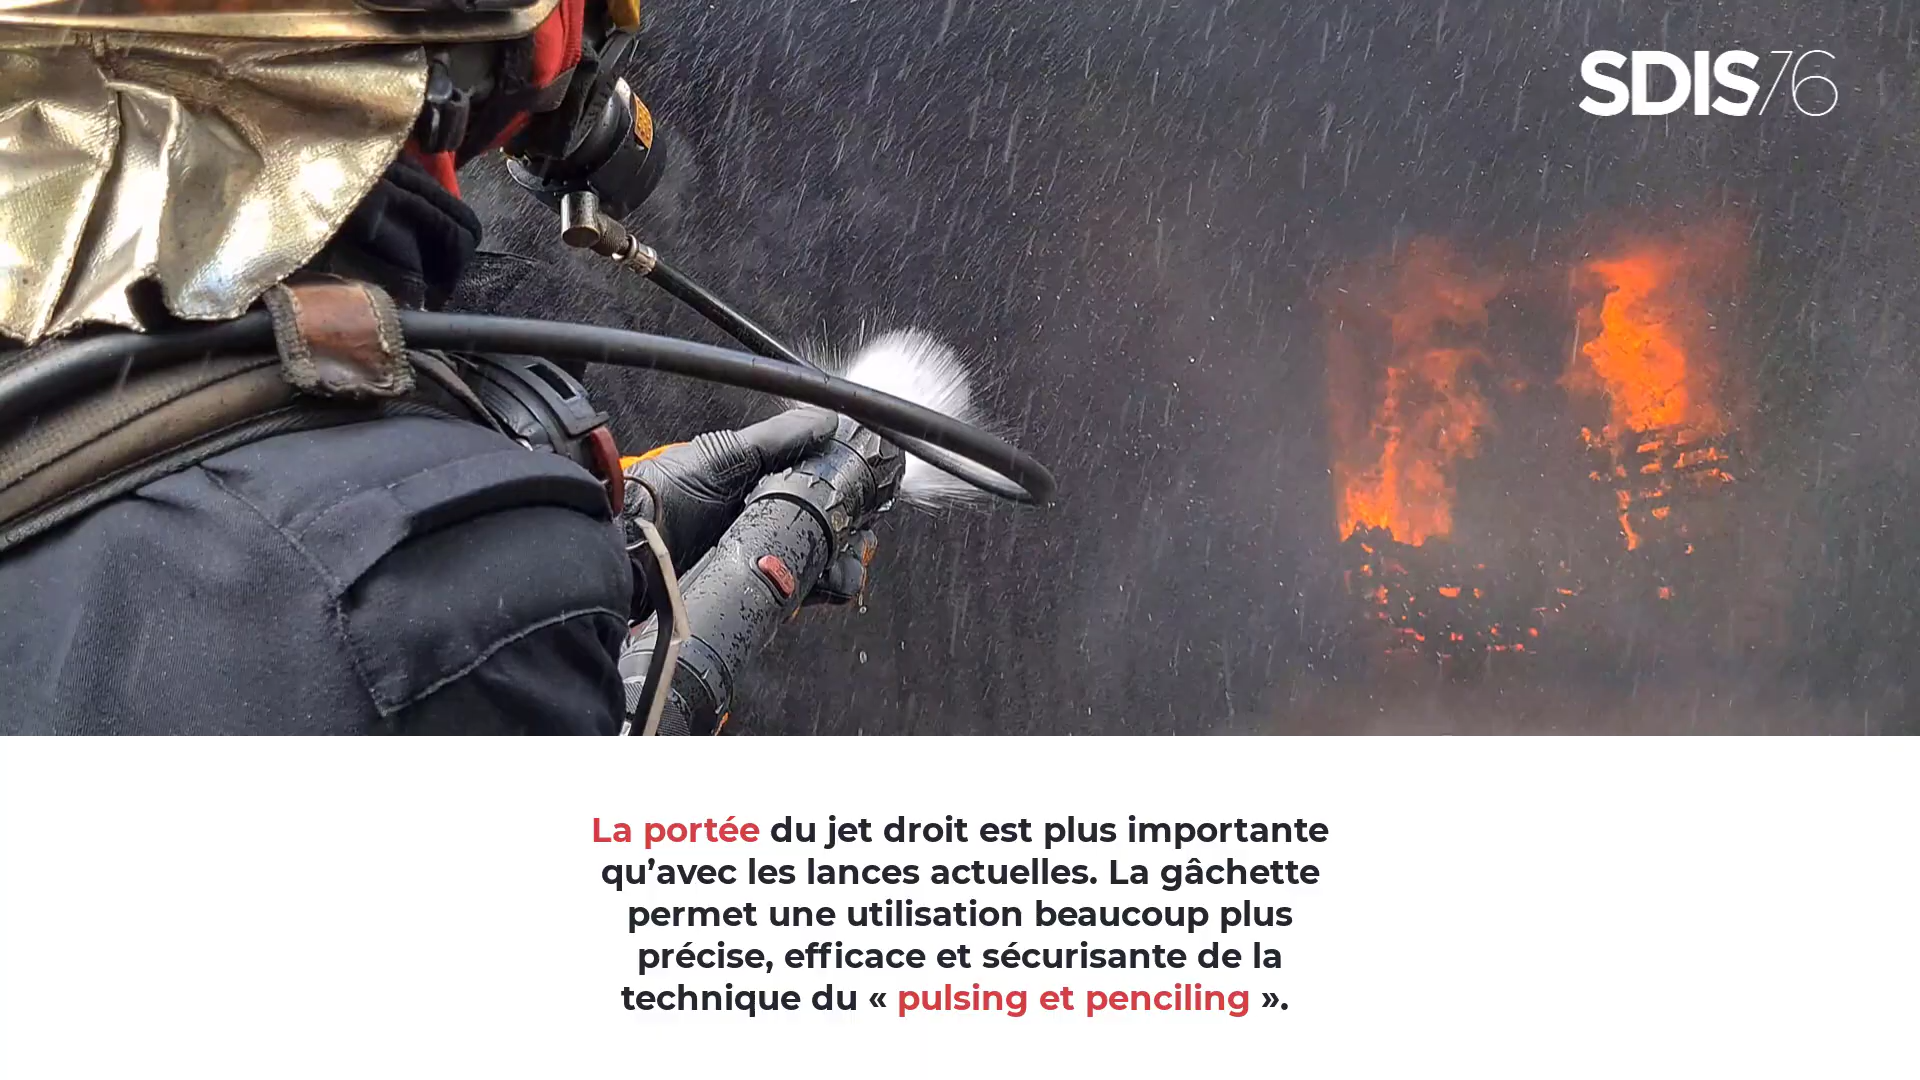 SDIS76
La portée du jet droit est plus importante
qu’avec les lances actuelles. La gâchette
permet une utilisation beaucoup plus
précise, efficace et sécurisante de la
technique du « pulsing et penciling ».